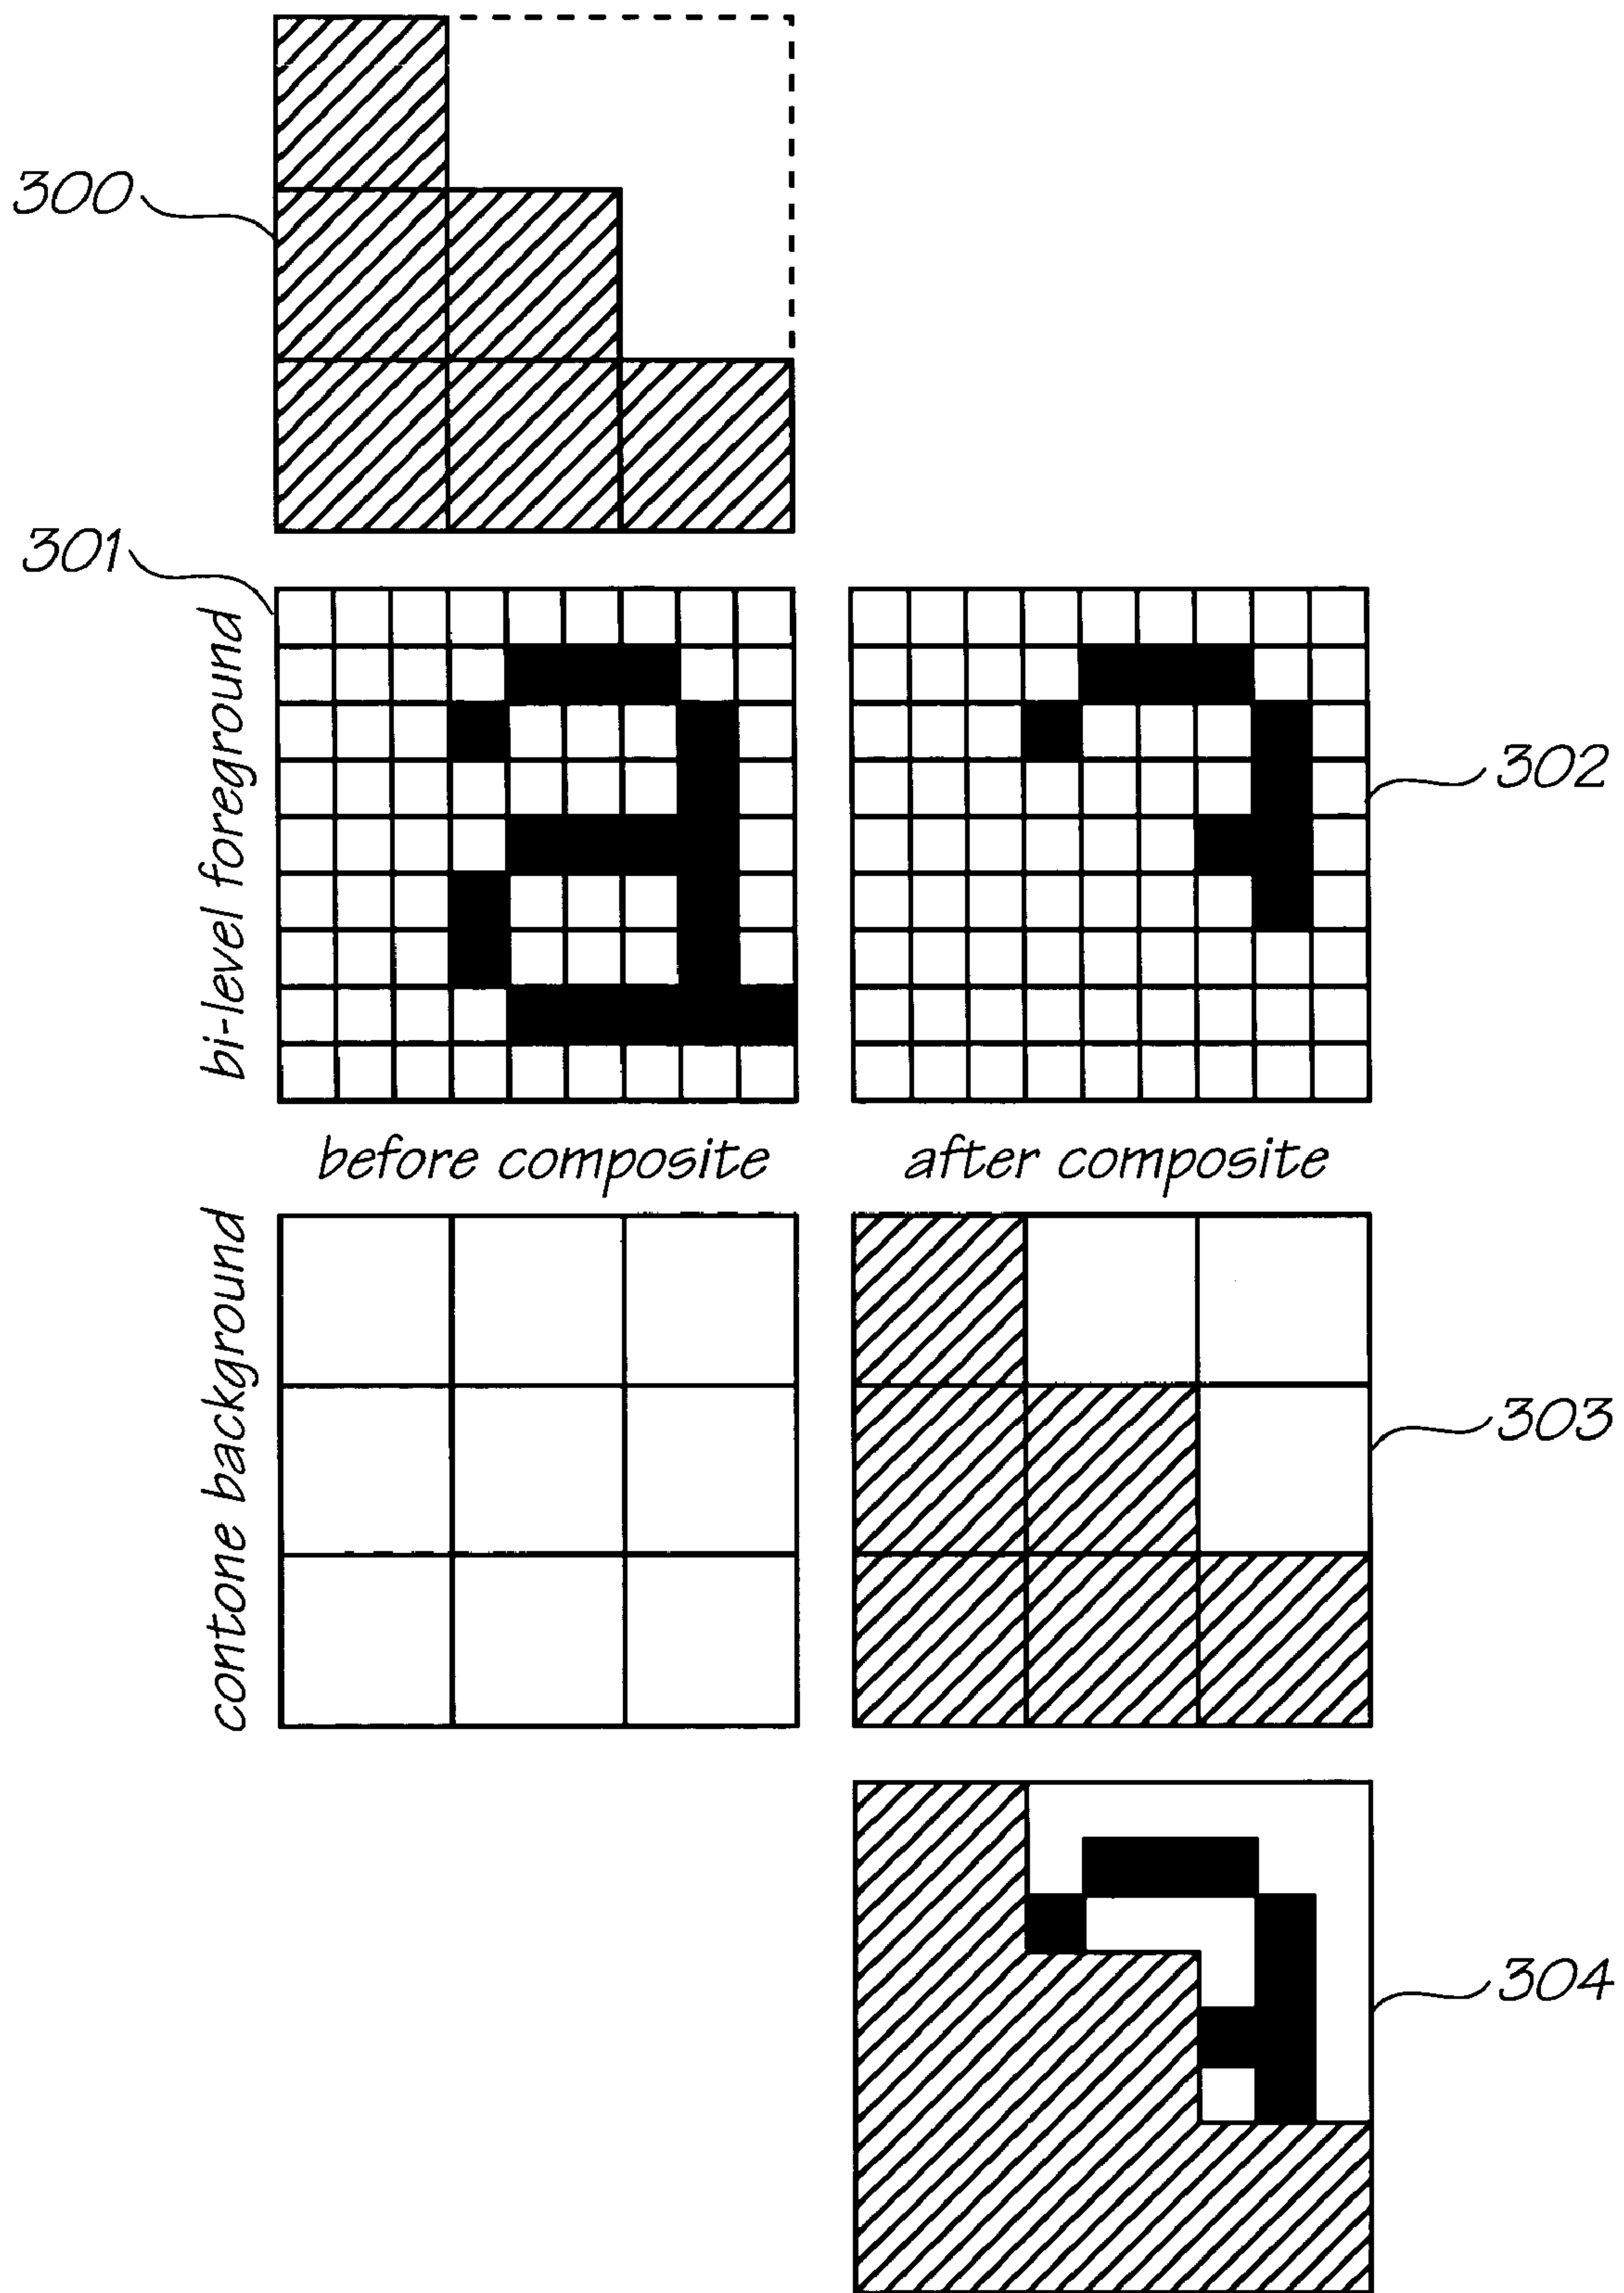 300
301
bi-level foreground
302
before composite
after composite
contone background
303
304